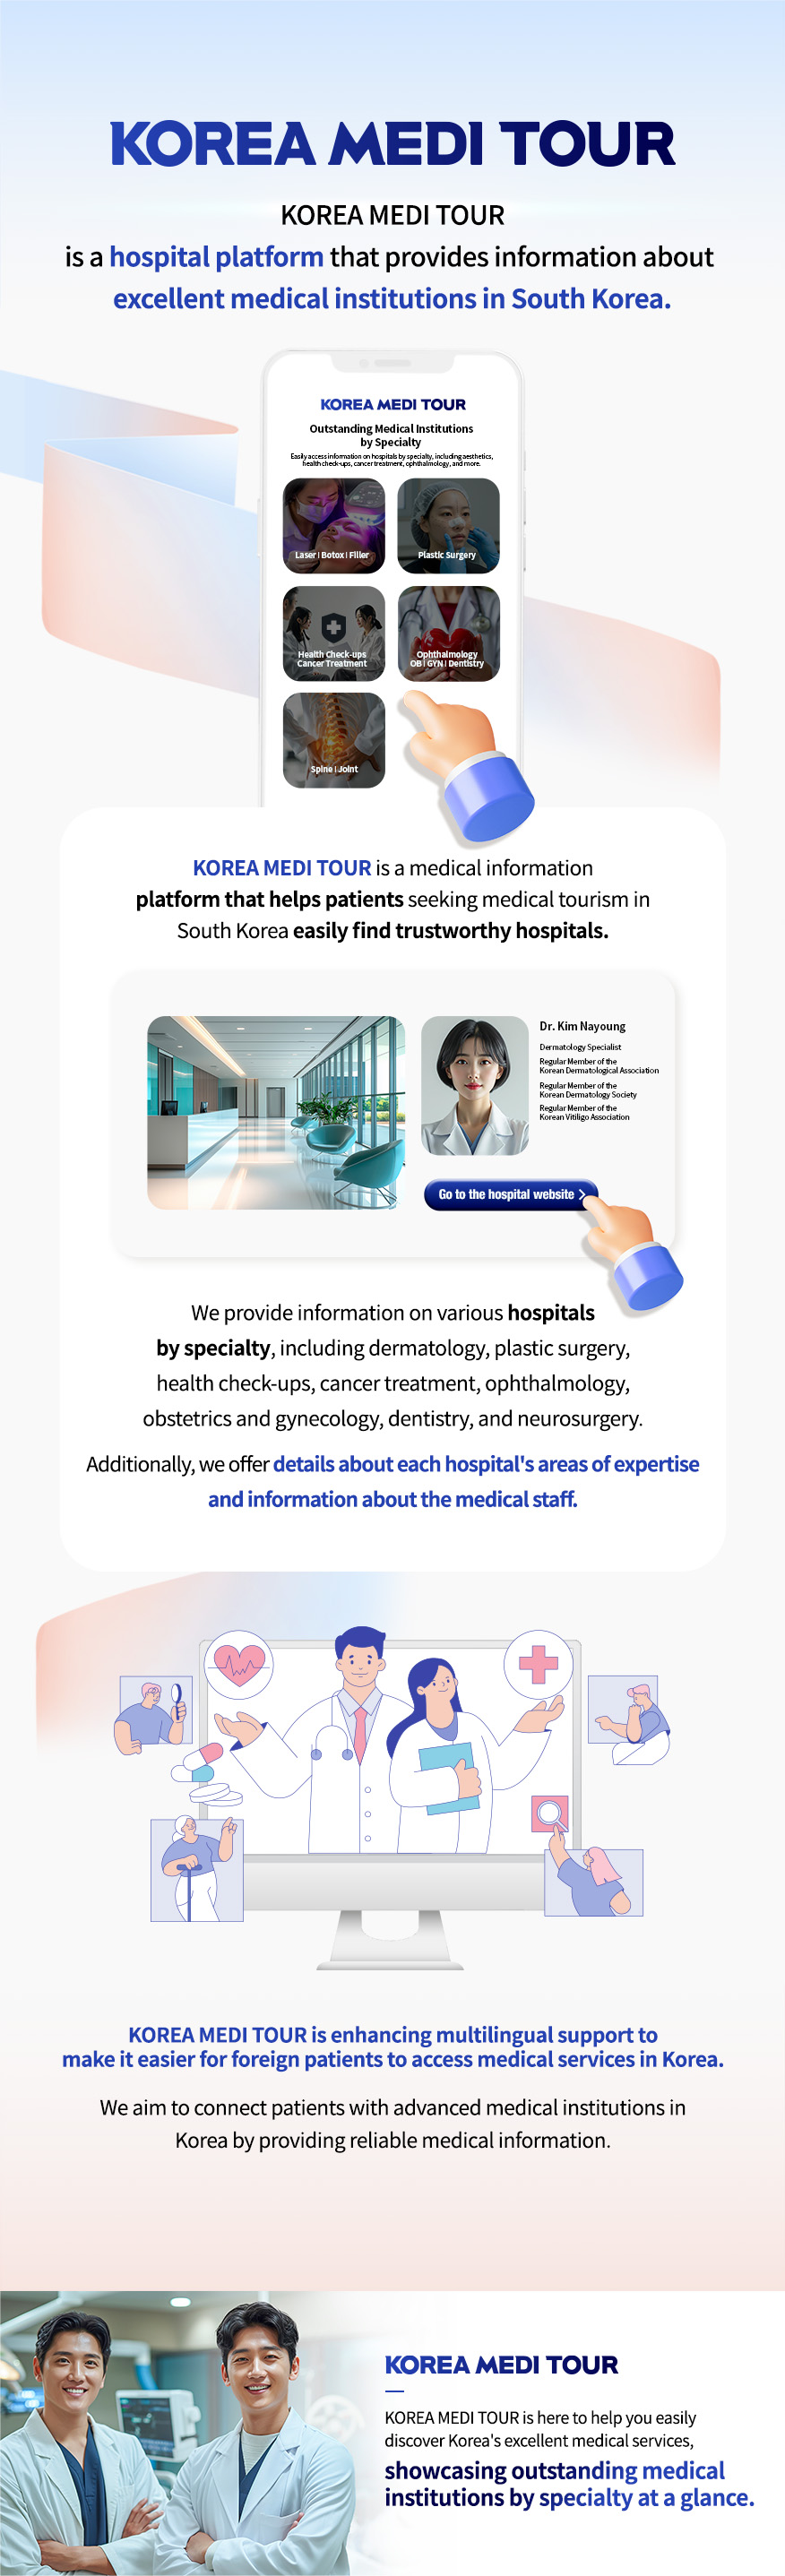 KOREA MEDI TOUR
KOREA MEDI TOUR
is a hospital platform that provides information about
excellent medical institutions in South Korea.
KOREA MEDI TOUR
Outstanding Medical Institutions
by Specialty
Easily access information on hospitals by specialty, including aesthetics,
health check-ups, cancer treatment, ophthalmology, and more.
Laser | Botox | Filler
Plastic Surgery
Health Check-ups
Cancer Treatment
Ophthalmology
OB | GYN | Dentistry
Spine | Joint
KOREA MEDI TOUR is a medical information
platform that helps patients seeking medical tourism in
South Korea easily find trustworthy hospitals.
Dr. Kim Nayoung
Dermatology Specialist
Regular Member of the
Korean Dermatological Association
Regular Member of the
Korean Dermatology Society
Regular Member of the
Korean Vitiligo Association
Go to the hospital website >
We provide information on various hospitals
by specialty, including dermatology, plastic surgery,
health check-ups, cancer treatment, ophthalmology,
obstetrics and gynecology, dentistry, and neurosurgery.
Additionally, we offer details about each hospital's areas of expertise
and information about the medical staff.
KOREA MEDI TOUR is enhancing multilingual support to
make it easier for foreign patients to access medical services in Korea.
We aim to connect patients with advanced medical institutions in
Korea by providing reliable medical information.
KOREA MEDI TOUR
KOREA MEDI TOUR is here to help you easily
discover Korea's excellent medical services,
showcasing outstanding medical
institutions by specialty at a glance.